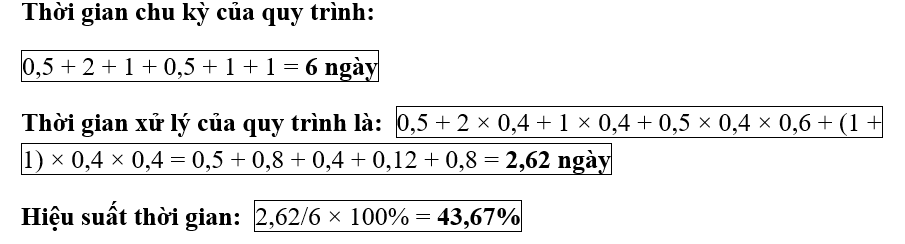 Thời gian chu kỳ của quy trình:
0,5 + 2 + 1 + 0,5 + 1 + 1 = 6 ngày
Thời gian xử lý của quy trình là: 0,5 + 2 × 0,4 + 1 × 0,4 + 0,5 × 0,4 × 0,6 + (1 +
1) × 0,4 × 0,4 = 0,5 + 0,8 + 0,4 + 0,12 + 0,8 = 2,62 ngày
Hiệu suất thời gian: 2,62/6 × 100% = 43,67%